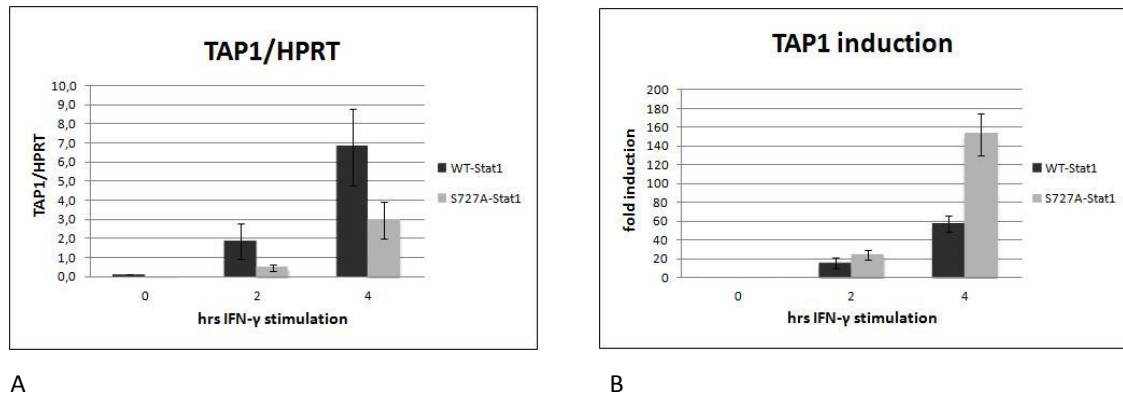 TAP1/HPRT
TAP1/HPRT
10,0
9,0
8,0
7,0
6,0
5,0
4,0
3,0
2,0
1,0
0,0
0 2 4
hrs IFN-γ stimulation
WT-Stat1
S727A-Stat1
A
TAP1 induction
fold induction
200
180
160
140
120
100
80
60
40
20
0
0 2 4
hrs IFN-γ stimulation
WT-Stat1
S727A-Stat1
B